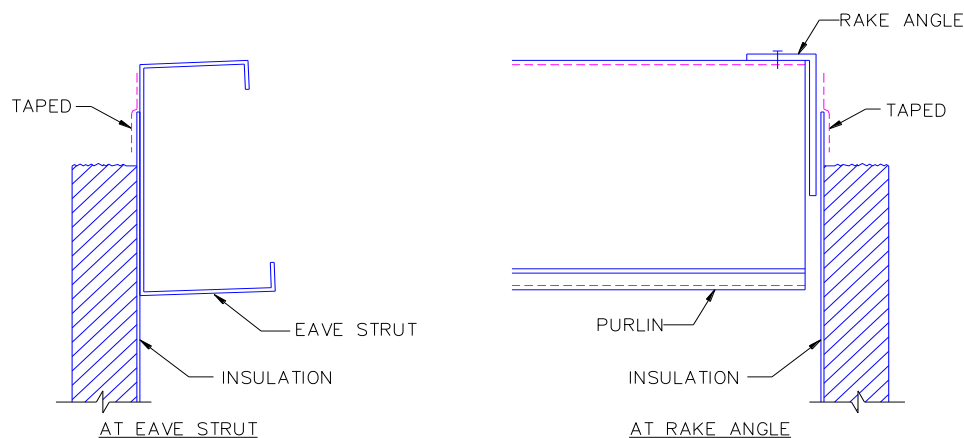 RAKE ANGLE
TAPED
TAPED
EAVE STRUT
PURLIN
INSULATION
INSULATION
AT EAVE STRUT
AT RAKE ANGLE